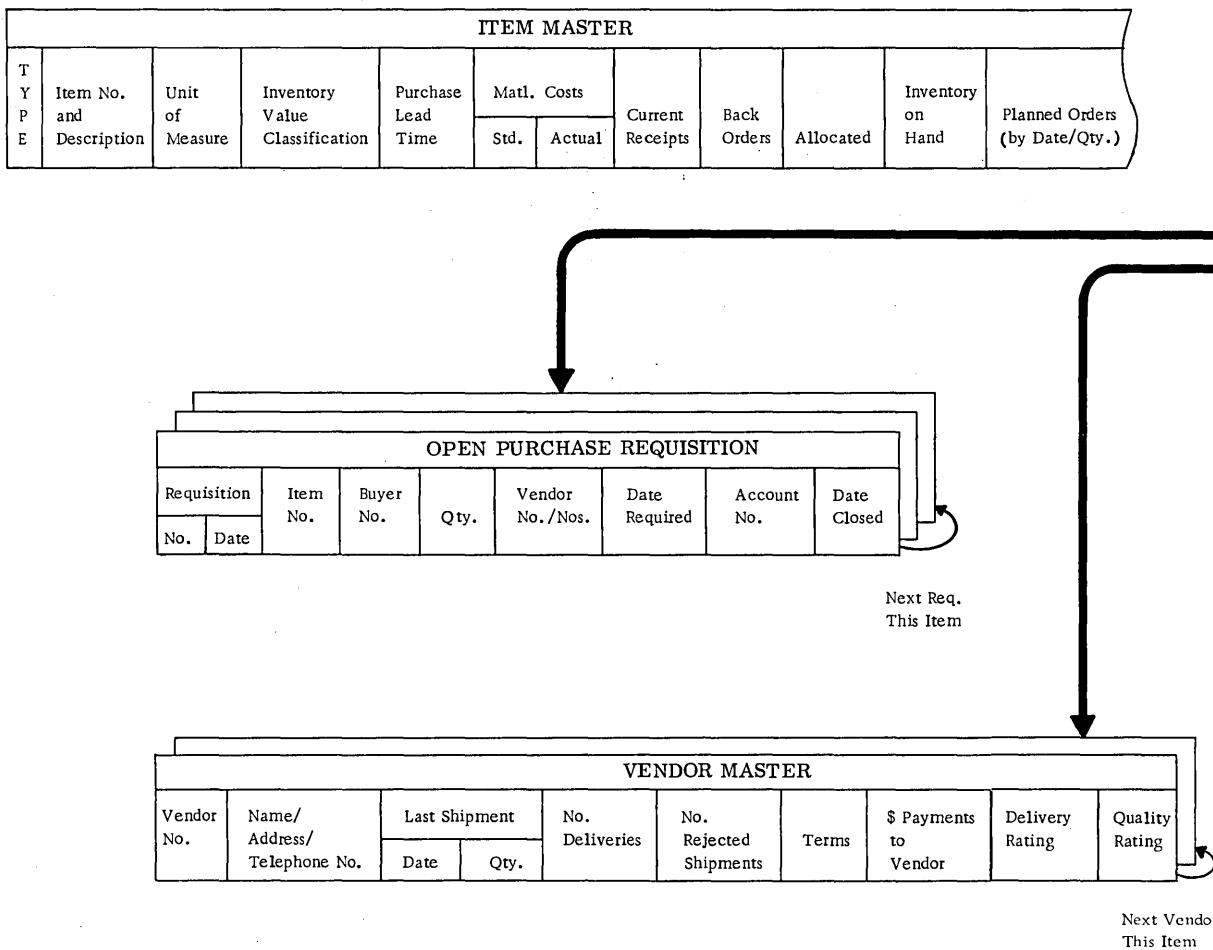 ITEM MASTER
TYPE
Item No. and Description
Unit of Measure
Inventory Value Classification
Purchase Lead Time
Matl. Costs
Std.
Actual
Current Receipts
Back Orders
Allocated
Inventory on Hand
Planned Orders (by Date/Qty.)
OPEN PURCHASE REQUISITION
Requisition
No.
Date
Item No.
Buyer No.
Qty.
Vendor No./Nos.
Date Required
Account No.
Date Closed
Next Req.
This Item
VENDOR MASTER
Vendor No.
Name/ Address/ Telephone No.
Last Shipment
Date
Qty.
No. Deliveries
No. Rejected Shipments
Terms
$ Payments to Vendor
Delivery Rating
Quality Rating
Next Vendo
This Item